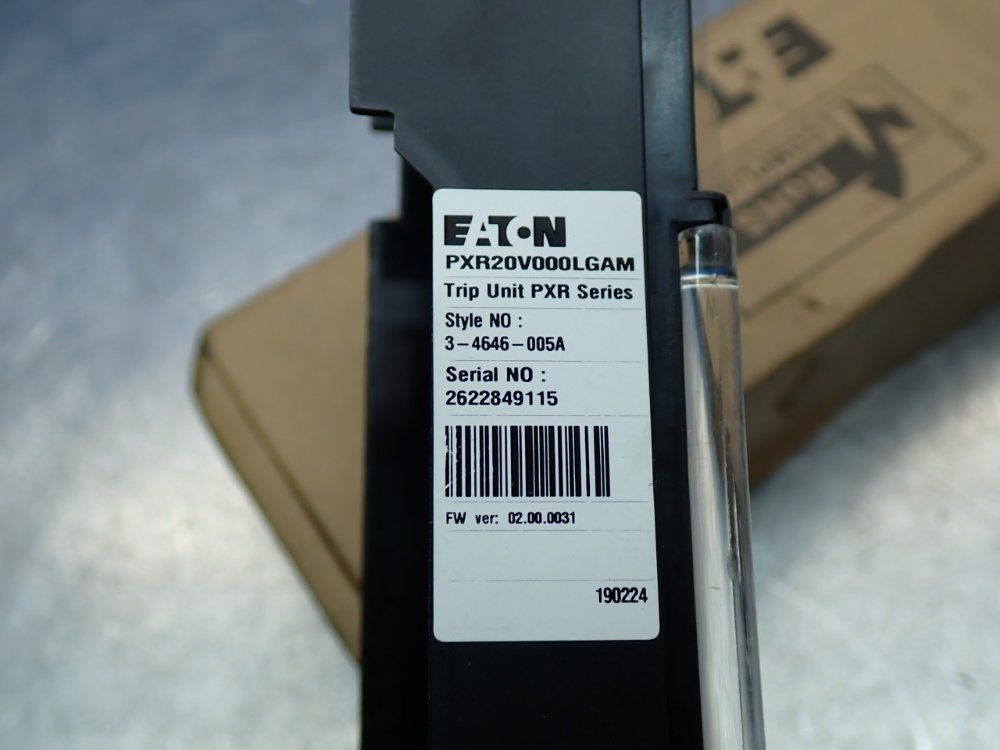 EATON
PXR20V000LGAM
Trip Unit PXR Series
Style NO :
3-4646-005A
Serial NO :
2622849115
FW ver: 02.00.0031
190224